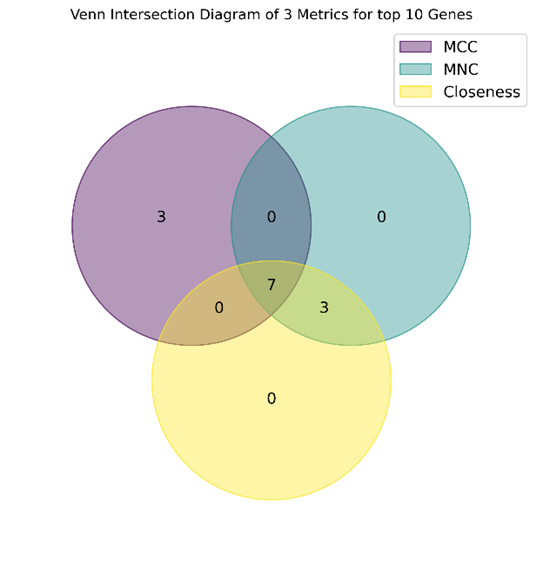 Venn Intersection Diagram of 3 Metrics for top 10 Genes
MCC
MNC
Closeness
3
0
0
7
0
3
0